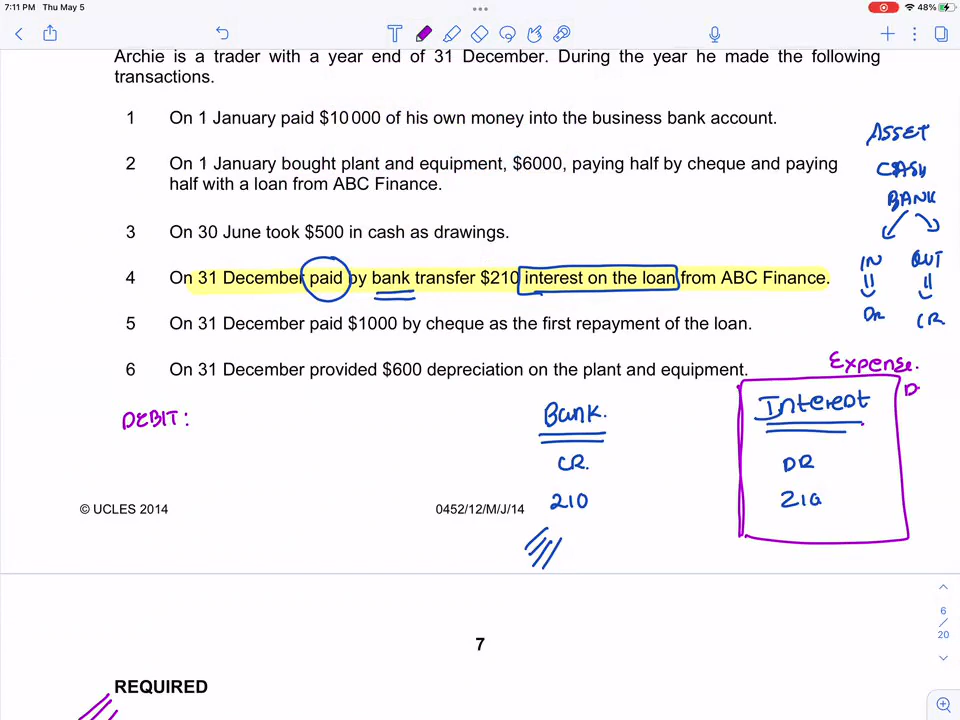 7:11 PM Thu May 5
48%
Archie is a trader with a year end of 31 December. During the year he made the following
transactions.
1 On 1 January paid $10 000 of his own money into the business bank account.
2 On 1 January bought plant and equipment, $6000, paying half by cheque and paying
half with a loan from ABC Finance.
3 On 30 June took $500 in cash as drawings.
4 On 31 December paid by bank transfer $210 interest on the loan from ABC Finance.
5 On 31 December paid $1000 by cheque as the first repayment of the loan.
6 On 31 December provided $600 depreciation on the plant and equipment.
ASSET
CASH
BANK
IN OUT
DR CR
Expense.
D
DEBIT:
Bank.
CR.
210
Interest
DR
210
© UCLES 2014 0452/12/M/J/14
6
/
20
7
REQUIRED